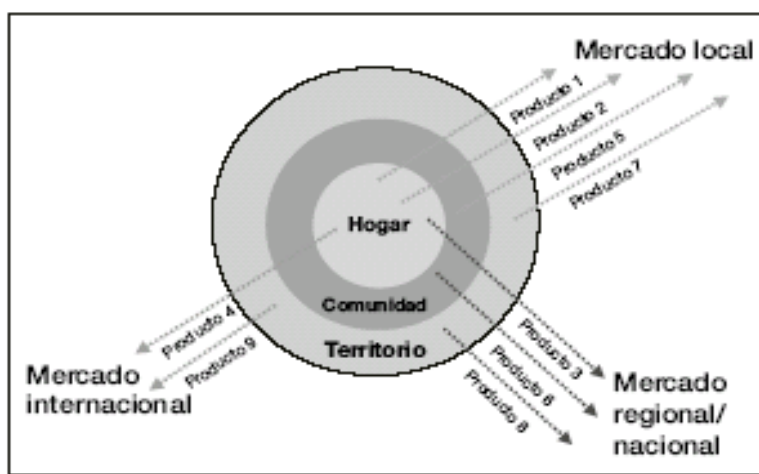 Mercado local
Producto 1
Producto 2
Producto 5
Producto 7
Hogar
Comunidad
Territorio
Producto 4
Producto 9
Mercado
internacional
Producto 3
Producto 6
Producto 8
Mercado
regional/
nacional